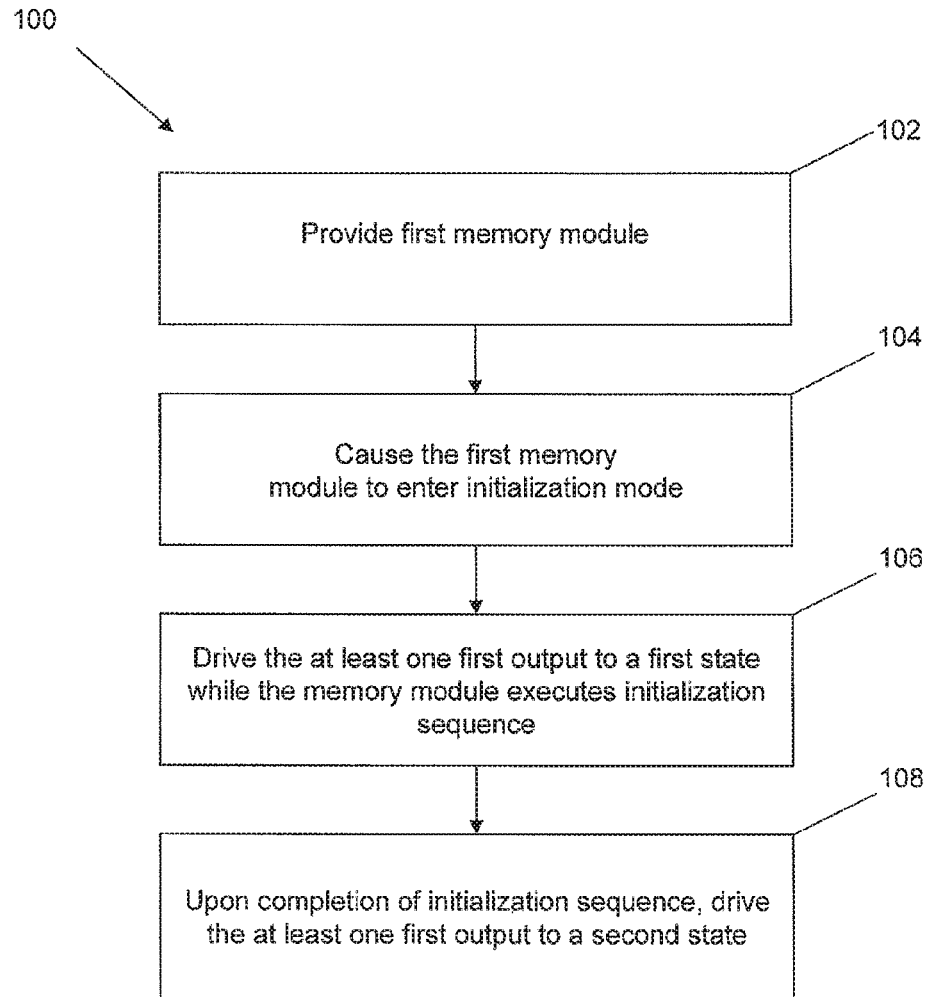 100
102
Provide first memory module
104
Cause the first memory
module to enter initialization mode
106
Drive the at least one first output to a first state
while the memory module executes initialization
sequence
108
Upon completion of initialization sequence, drive
the at least one first output to a second state